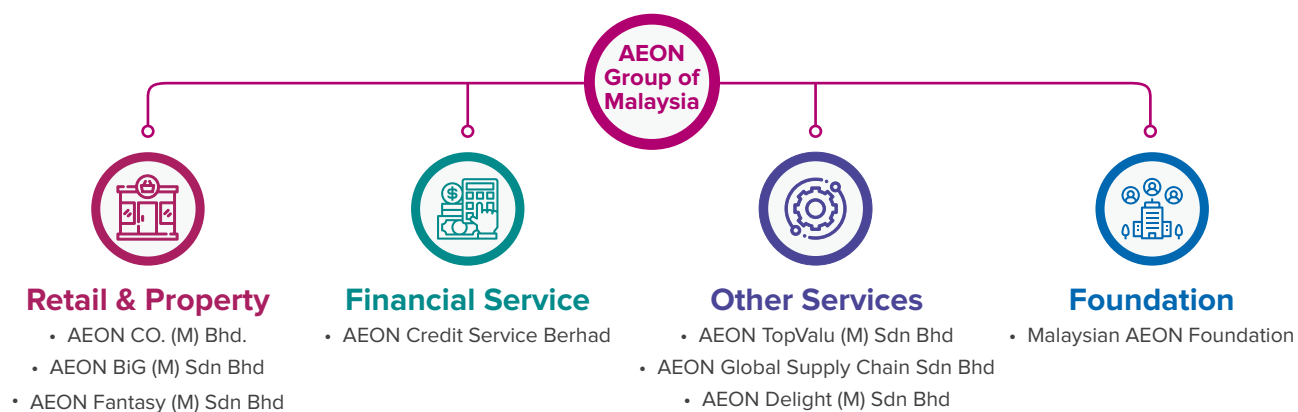 AEON
Group of
Malaysia
Retail & Property
• AEON CO. (M) Bhd.
• AEON BiG (M) Sdn Bhd
• AEON Fantasy (M) Sdn Bhd
$
Financial Service
• AEON Credit Service Berhad
Other Services
• AEON TopValu (M) Sdn Bhd
• AEON Global Supply Chain Sdn Bhd
• AEON Delight (M) Sdn Bhd
Foundation
• Malaysian AEON Foundation